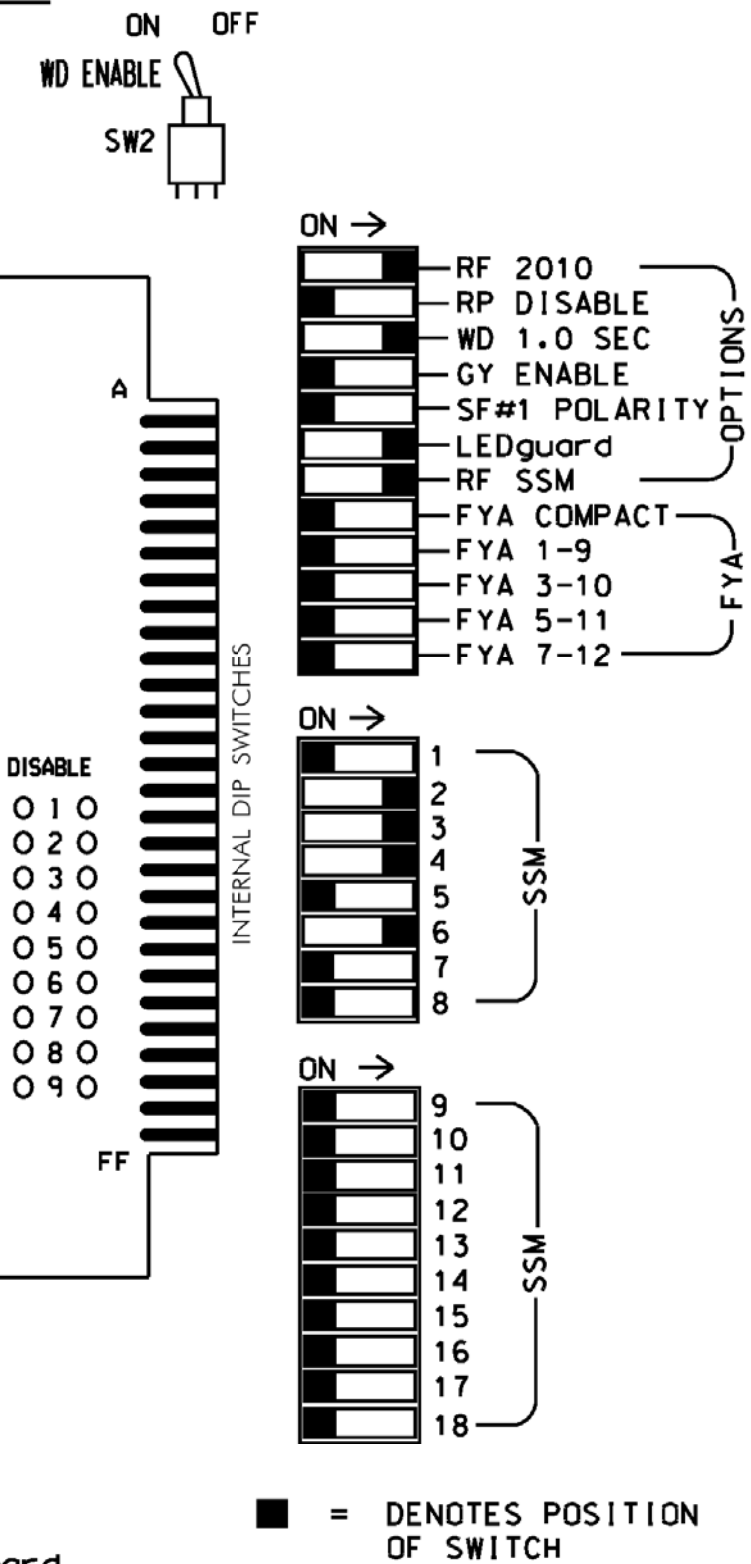 ON OFF
WD ENABLE
SW2
ON →
RF 2010
RP DISABLE
WD 1.0 SEC
GY ENABLE
SF#1 POLARITY
LEDguard
RF SSM
OPTIONS
FYA COMPACT
FYA 1-9
FYA 3-10
FYA 5-11
FYA 7-12
FYA
A
FF
INTERNAL DIP SWITCHES
DISABLE
1
2
3
4
5
6
7
8
9
ON →
1
2
3
4
5
6
7
8
SSM
ON →
9
10
11
12
13
14
15
16
17
18
SSM
= DENOTES POSITION
OF SWITCH